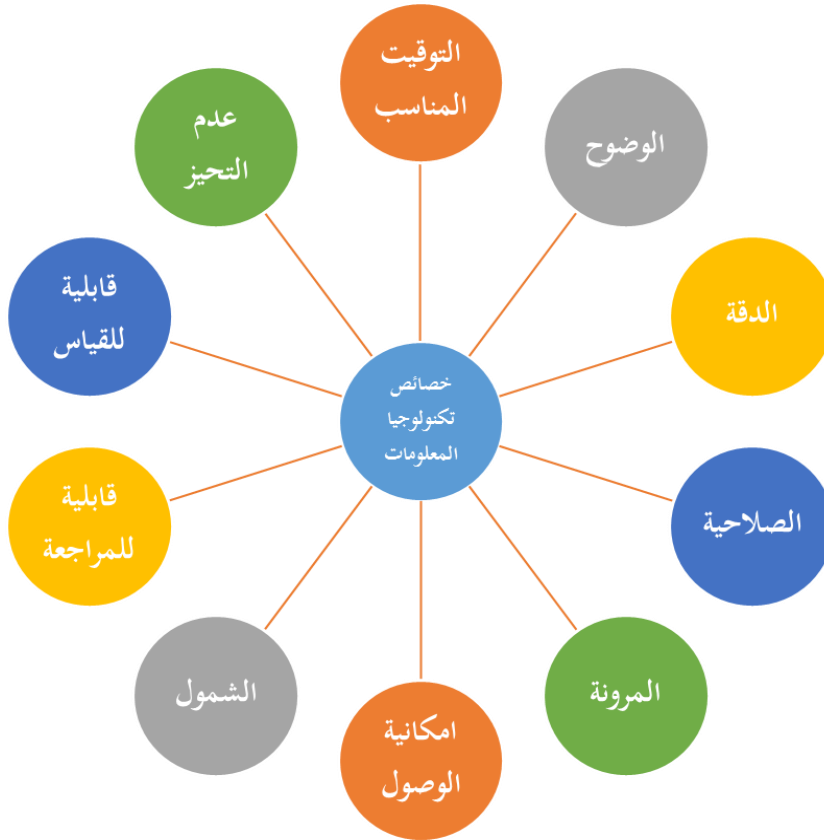 التوقيت
المناسب
الوضوح
الدقة
الصلاحية
المرونة
امكانية
الوصول
الشمول
قابلية
للمراجعة
قابلية
للقياس
عدم
التحيز
خصائص
تكنولوجيا
المعلومات